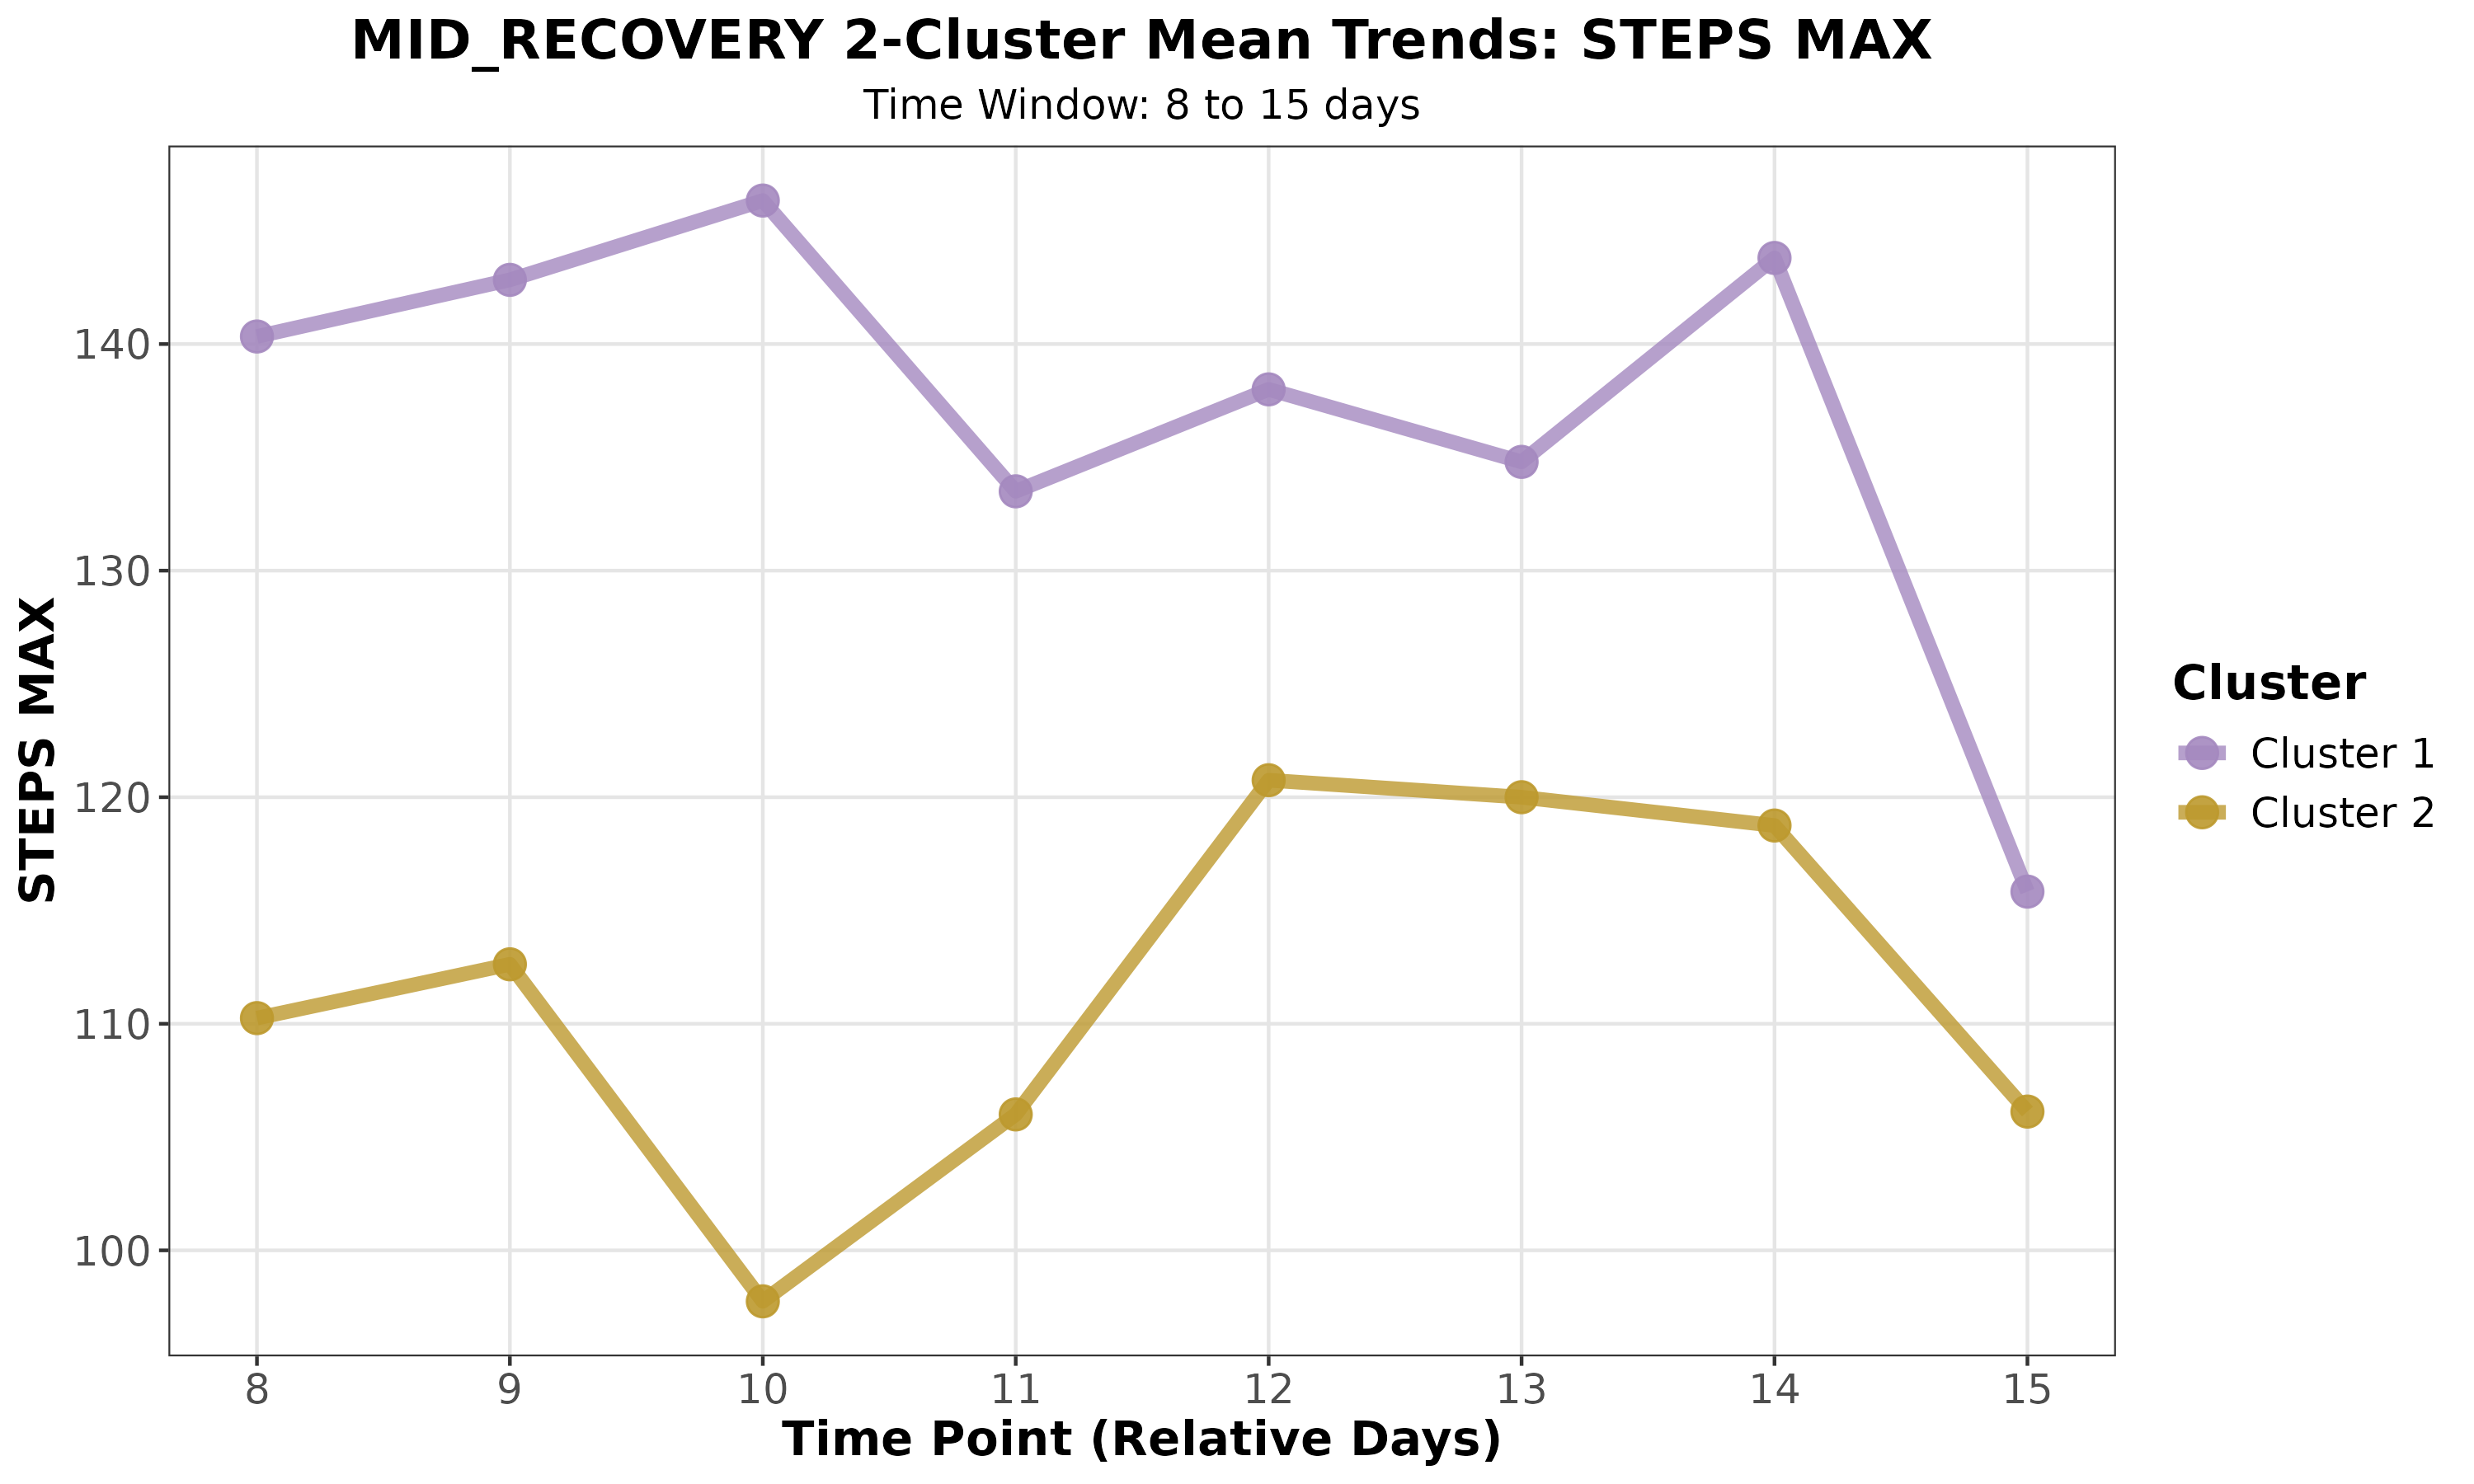 MID_RECOVERY 2-Cluster Mean Trends: STEPS MAX
Time Window: 8 to 15 days
STEPS MAX
140
130
120
110
100
8 9 10 11 12 13 14 15
Time Point (Relative Days)
Cluster
Cluster 1
Cluster 2